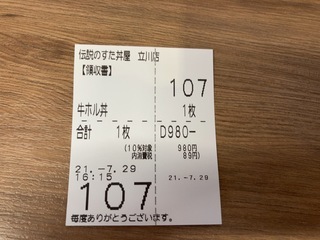 伝説のすた丼屋 立川店
【領収書】
107
牛ホル丼 1枚
合計 1枚 D980-
(10%対象 980円
内消費税 89円)
21.-7.29 21.-7.29
16:15
107
毎度ありがとうございます。